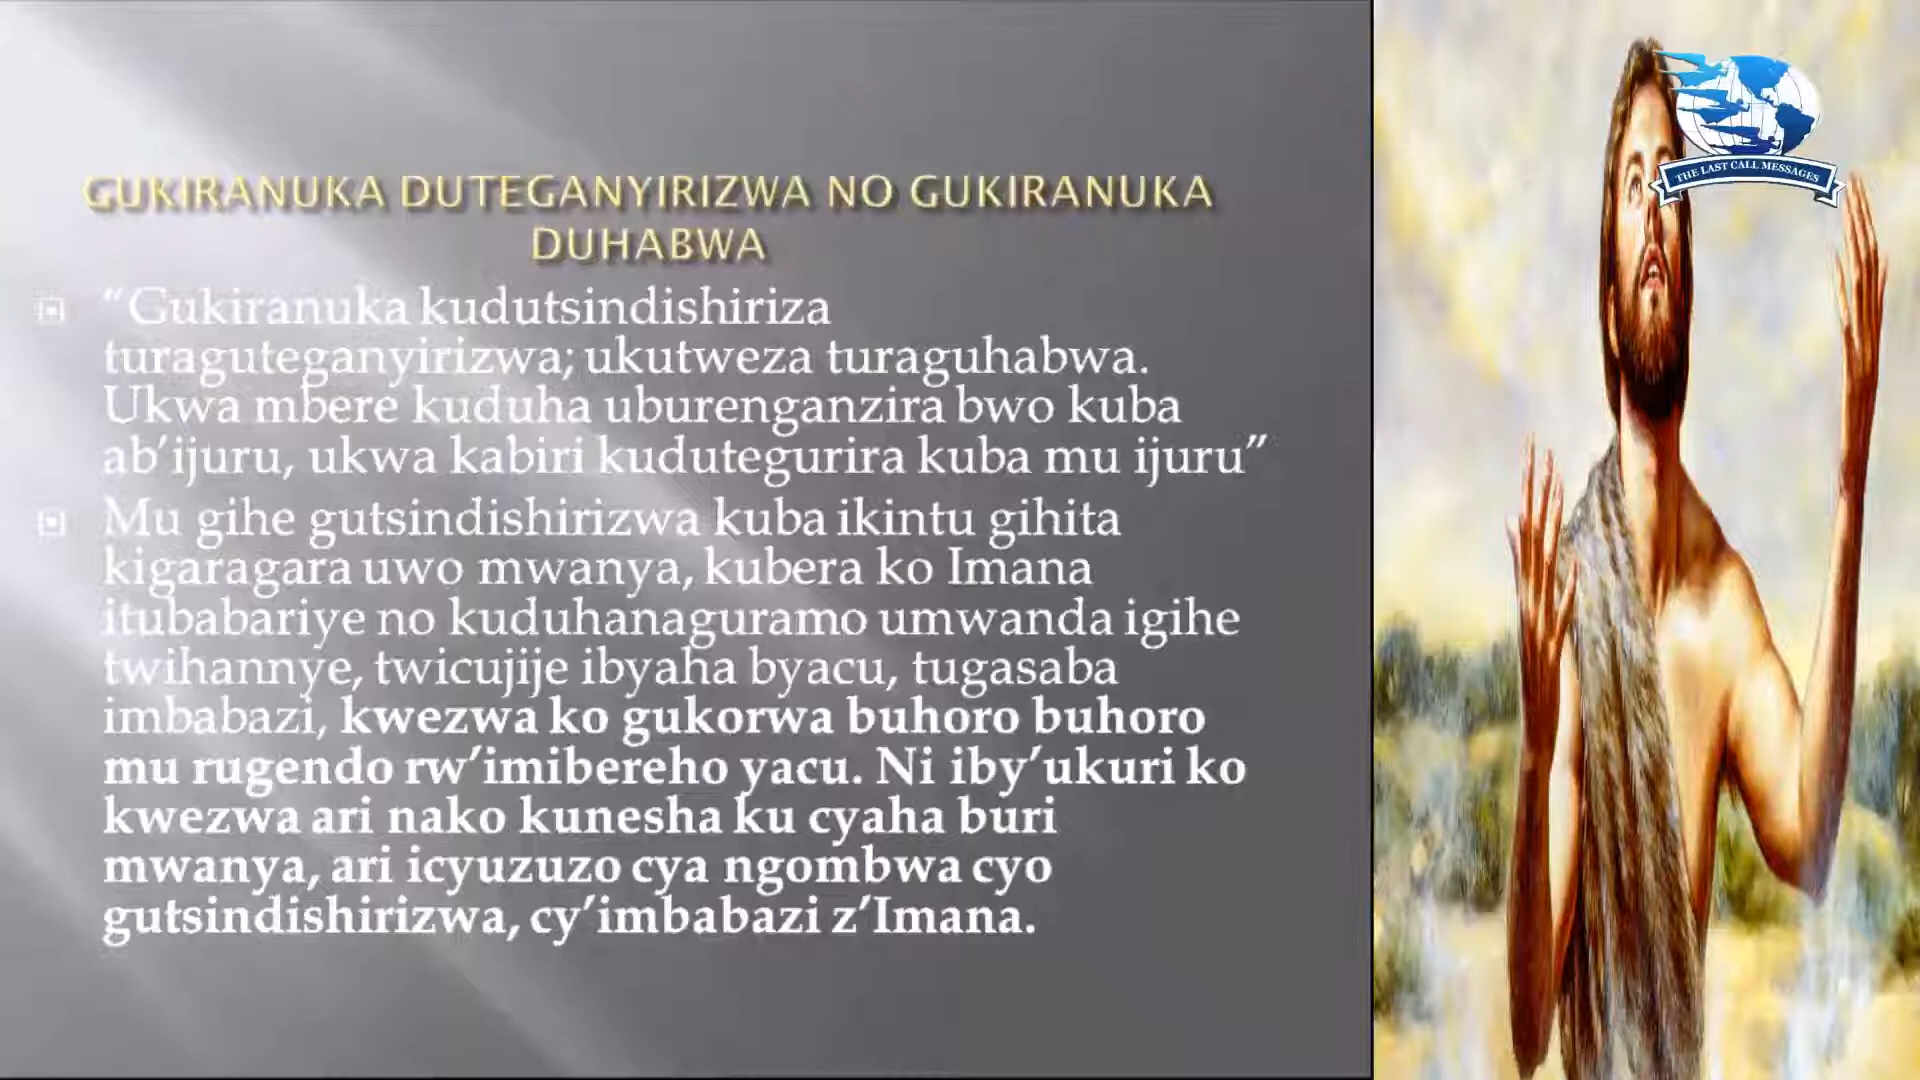 GUKIRANUKA DUTEGANYIRIZWA NO GUKIRANUKA
DUHABWA
“Gukiranuka kudutsindishiriza
turaguteganyirizwa; ukutweza turaguhabwa.
Ukwa mbere kuduha uburenganzira bwo kuba
ab’ijuru, ukwa kabiri kudutegurira kuba mu ijuru”
Mu gihe gutsindishirizwa kuba ikintu gihita
kigaragara uwo mwanya, kubera ko Imana
itubabariye no kuduhanaguramo umwanda igihe
twihannye, twicujije ibyaha byacu, tugasaba
imbabazi, kwezwa ko gukorwa buhoro buhoro
mu rugendo rw’imibereho yacu. Ni iby’ukuri ko
kwezwa ari nako kunesha ku cyaha buri
mwanya, ari icyuzuzo cya ngombwa cyo
gutsindishirizwa, cy’imbabazi z’Imana.
THE LAST CALL MESSAGES